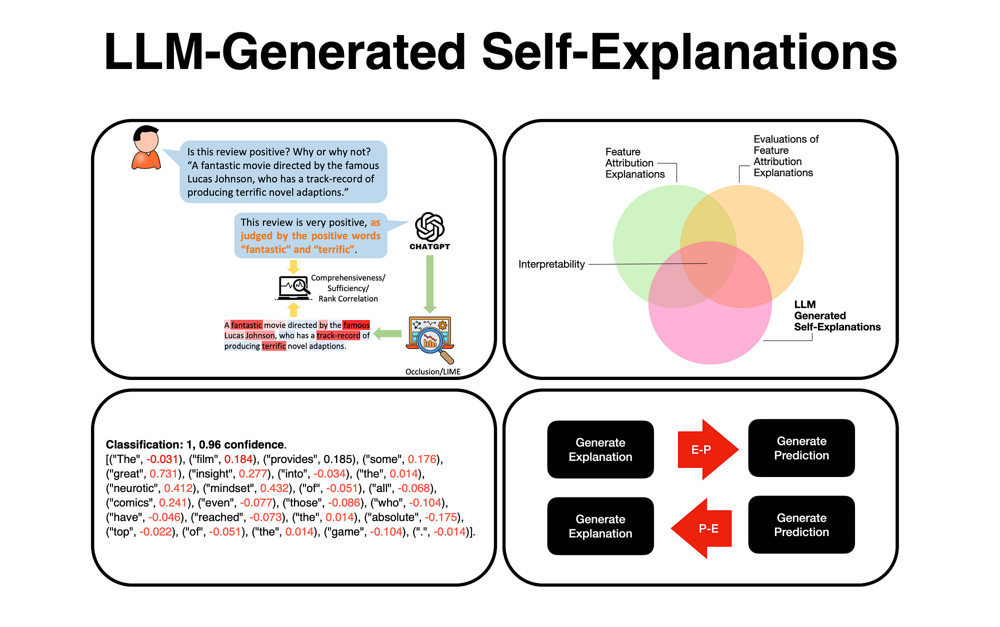 LLM-Generated Self-Explanations
Is this review positive? Why or why not?
“A fantastic movie directed by the famous
Lucas Johnson, who has a track-record of
producing terrific novel adaptions.”
This review is very positive, as
judged by the positive words
“fantastic” and “terrific”.
CHATGPT
Comprehensiveness/
Sufficiency/
Rank Correlation
A fantastic movie directed by the famous
Lucas Johnson, who has a track-record of
producing terrific novel adaptions.
Occlusion/LIME
Feature
Attribution
Explanations
Evaluations of
Feature
Attribution
Explanations
Interpretability
LLM
Generated
Self-Explanations
Classification: 1, 0.96 confidence.
[("The", -0.031), ("film", 0.184), ("provides", 0.185), ("some", 0.176),
("great", 0.731), ("insight", 0.277), ("into", -0.034), ("the", 0.014),
("neurotic", 0.412), ("mindset", 0.432), ("of", -0.051), ("all", -0.068),
("comics", 0.241), ("even", -0.077), ("those", -0.086), ("who", -0.104),
("have", -0.046), ("reached", -0.073), ("the", 0.014), ("absolute", -0.175),
("top", -0.022), ("of", -0.051), ("the", 0.014), ("game", -0.104), (".", -0.014)].
Generate
Explanation
E-P
Generate
Prediction
Generate
Explanation
P-E
Generate
Prediction